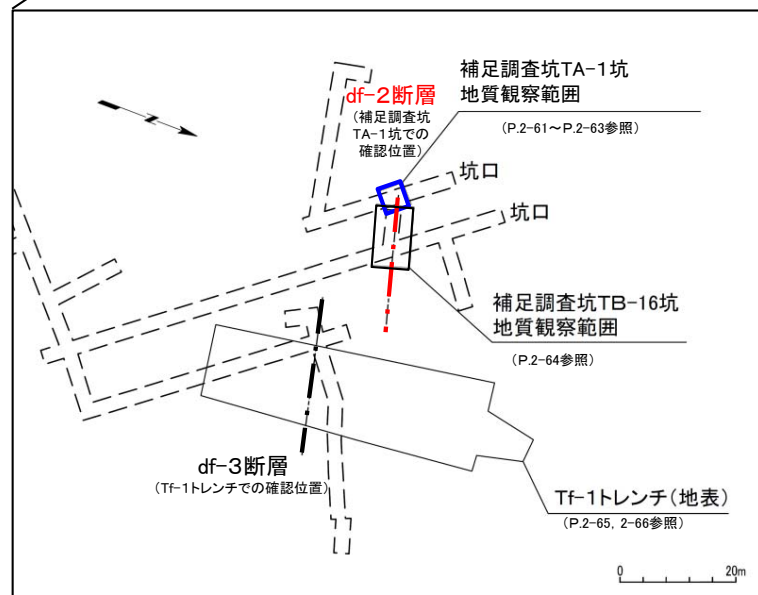 補足調査坑TA-1坑
地質観察範囲
(P.2-61～P.2-63参照)
df-2断層
(補足調査坑
TA-1坑での
確認位置)
N
坑口
坑口
補足調査坑TB-16坑
地質観察範囲
(P.2-64参照)
df-3断層
(Tf-1トレンチでの確認位置)
Tf-1トレンチ(地表)
(P.2-65, 2-66参照)
0 20m